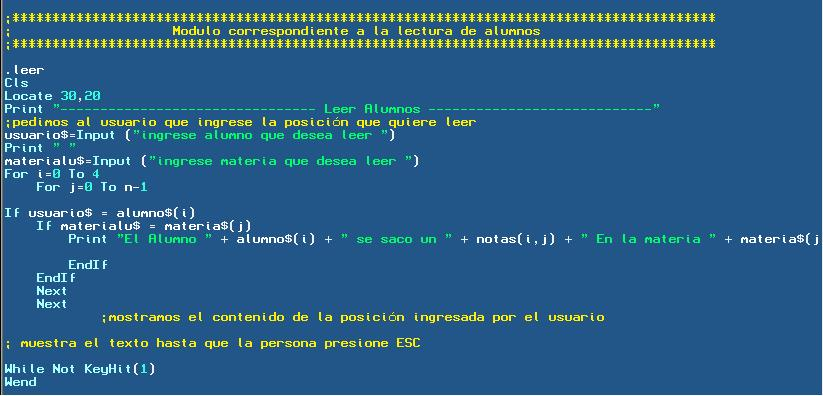 ;****************************************************************************************
; Modulo correspondiente a la lectura de alumnos
;****************************************************************************************
.leer
Cls
Locate 30,20
Print "-------------------------------- Leer Alumnos ----------------------------"
;pedimos al usuario que ingrese la posición que quiere leer
usuario$=Input ("ingrese alumno que desea leer ")
Print " "
materialu$=Input ("ingrese materia que desea leer ")
For i=0 To 4
For j=0 To n-1
If usuario$ = alumno$(i)
If materialu$ = materia$(j)
Print "El Alumno " + alumno$(i) + " se saco un " + notas(i,j) + " En la materia " + materia$(j
EndIf
EndIf
Next
Next
;mostramos el contenido de la posición ingresada por el usuario
; muestra el texto hasta que la persona presione ESC
While Not KeyHit(1)
Wend